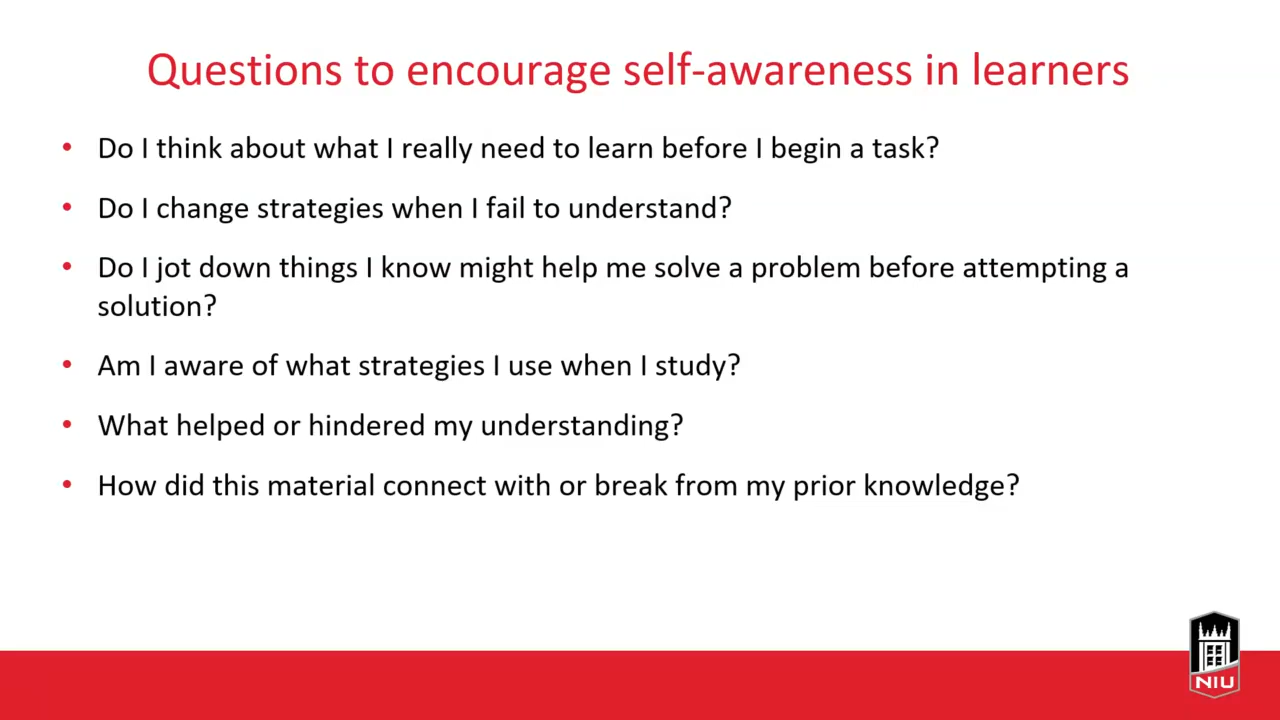 Questions to encourage self-awareness in learners
• Do I think about what I really need to learn before I begin a task?
• Do I change strategies when I fail to understand?
• Do I jot down things I know might help me solve a problem before attempting a
solution?
• Am I aware of what strategies I use when I study?
• What helped or hindered my understanding?
• How did this material connect with or break from my prior knowledge?
NIU